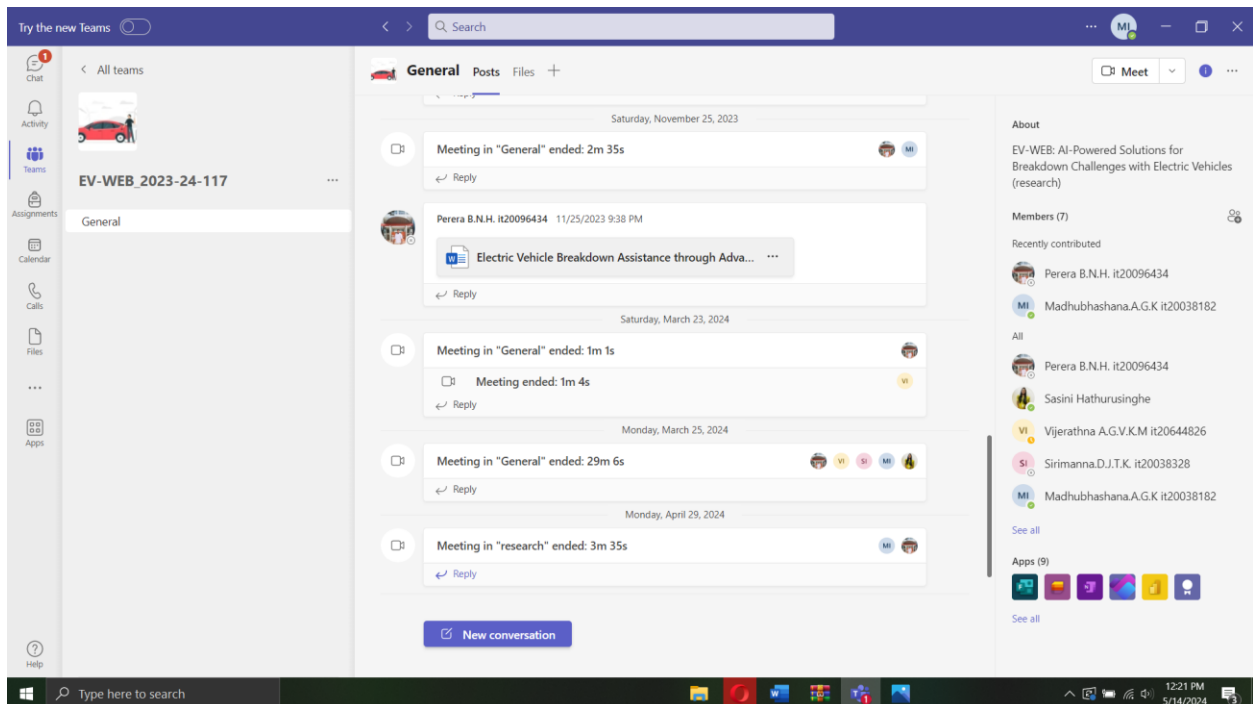 Try the new Teams
Search
MI
Chat
1
Activity
Teams
Assignments
Calendar
Calls
Files
Apps
Help
All teams
EV-WEB_2023-24-117
General
General Posts Files
Meet
Saturday, November 25, 2023
Meeting in "General" ended: 2m 35s
MI
Reply
Perera B.N.H. it20096434 11/25/2023 9:38 PM
Electric Vehicle Breakdown Assistance through Adva...
Reply
Saturday, March 23, 2024
Meeting in "General" ended: 1m 1s
Meeting ended: 1m 4s
VI
Reply
Monday, March 25, 2024
Meeting in "General" ended: 29m 6s
VI SI MI
Reply
Monday, April 29, 2024
Meeting in "research" ended: 3m 35s
MI
Reply
New conversation
About
EV-WEB: AI-Powered Solutions for
Breakdown Challenges with Electric Vehicles
(research)
Members (7)
Recently contributed
Perera B.N.H. it20096434
MI Madhubhashana.A.G.K it20038182
All
Perera B.N.H. it20096434
Sasini Hathurusinghe
VI Vijerathna A.G.V.K.M it20644826
SI Sirimanna.D.J.T.K. it20038328
MI Madhubhashana.A.G.K it20038182
See all
Apps (9)
See all
Type here to search
12:21 PM
5/14/2024
3